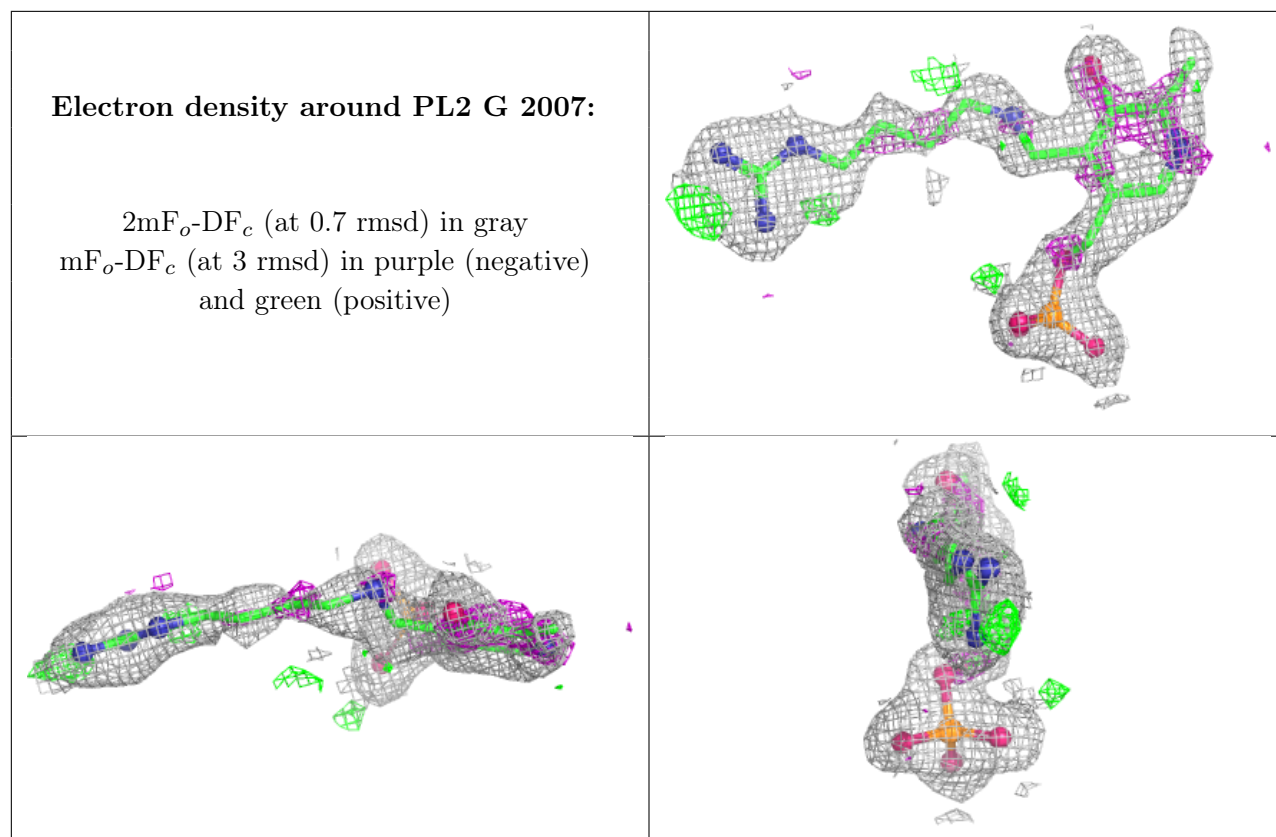 Electron density around PL2 G 2007:
2mFo-DFc (at 0.7 rmsd) in gray
mFo-DFc (at 3 rmsd) in purple (negative)
and green (positive)